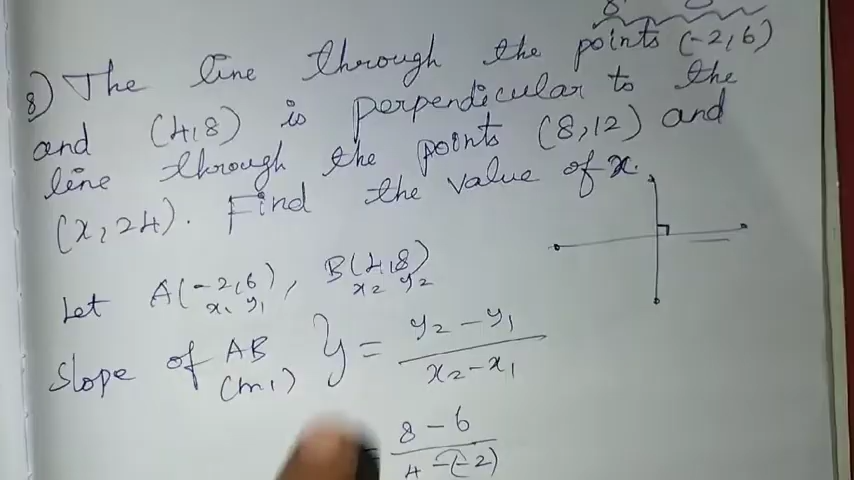 8) The line through the points (-2,6)
and (4,8) is perpendicular to the
line through the points (8,12) and
(x,24). Find the value of x.
Let A(-2,6), B(4,8)
x₁ y₁ x₂ y₂
Slope of AB } = y₂ - y₁ / x₂ - x₁
(m₁)
= 8 - 6 / 4 - (-2)